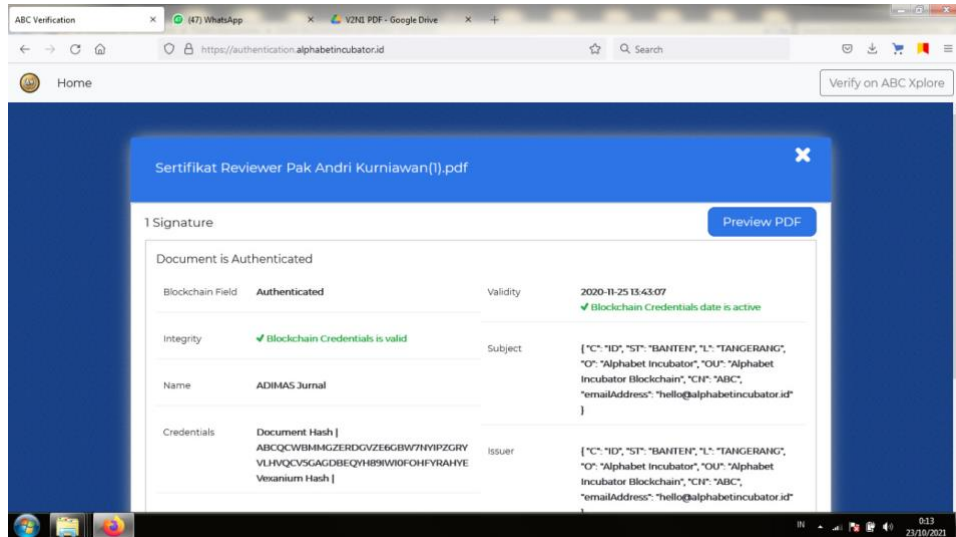 ABC Verification
(47) WhatsApp
V2N1 PDF - Google Drive
https://authentication.alphabetincubator.id
Search
Home
Verify on ABC Xplore
Sertifikat Reviewer Pak Andri Kurniawan(1).pdf
1 Signature
Preview PDF
Document is Authenticated
Blockchain Field
Authenticated
Integrity
✔ Blockchain Credentials is valid
Name
ADIMAS Jurnal
Credentials
Document Hash |
ABCQCWBMMGZERDGVZE6GBW7NYIPZGRY
VLHVQCV5GAGDBEQYH89IWI0FOHFYRAHYE
Vexanium Hash |
Validity
2020-11-25 13:43:07
✔ Blockchain Credentials date is active
Subject
{ "C": "ID", "ST": "BANTEN", "L": "TANGERANG",
"O": "Alphabet Incubator", "OU": "Alphabet
Incubator Blockchain", "CN": "ABC",
"emailAddress": "hello@alphabetincubator.id"
}
Issuer
{ "C": "ID", "ST": "BANTEN", "L": "TANGERANG",
"O": "Alphabet Incubator", "OU": "Alphabet
Incubator Blockchain", "CN": "ABC",
"emailAddress": "hello@alphabetincubator.id"
IN
0:13
23/10/2021